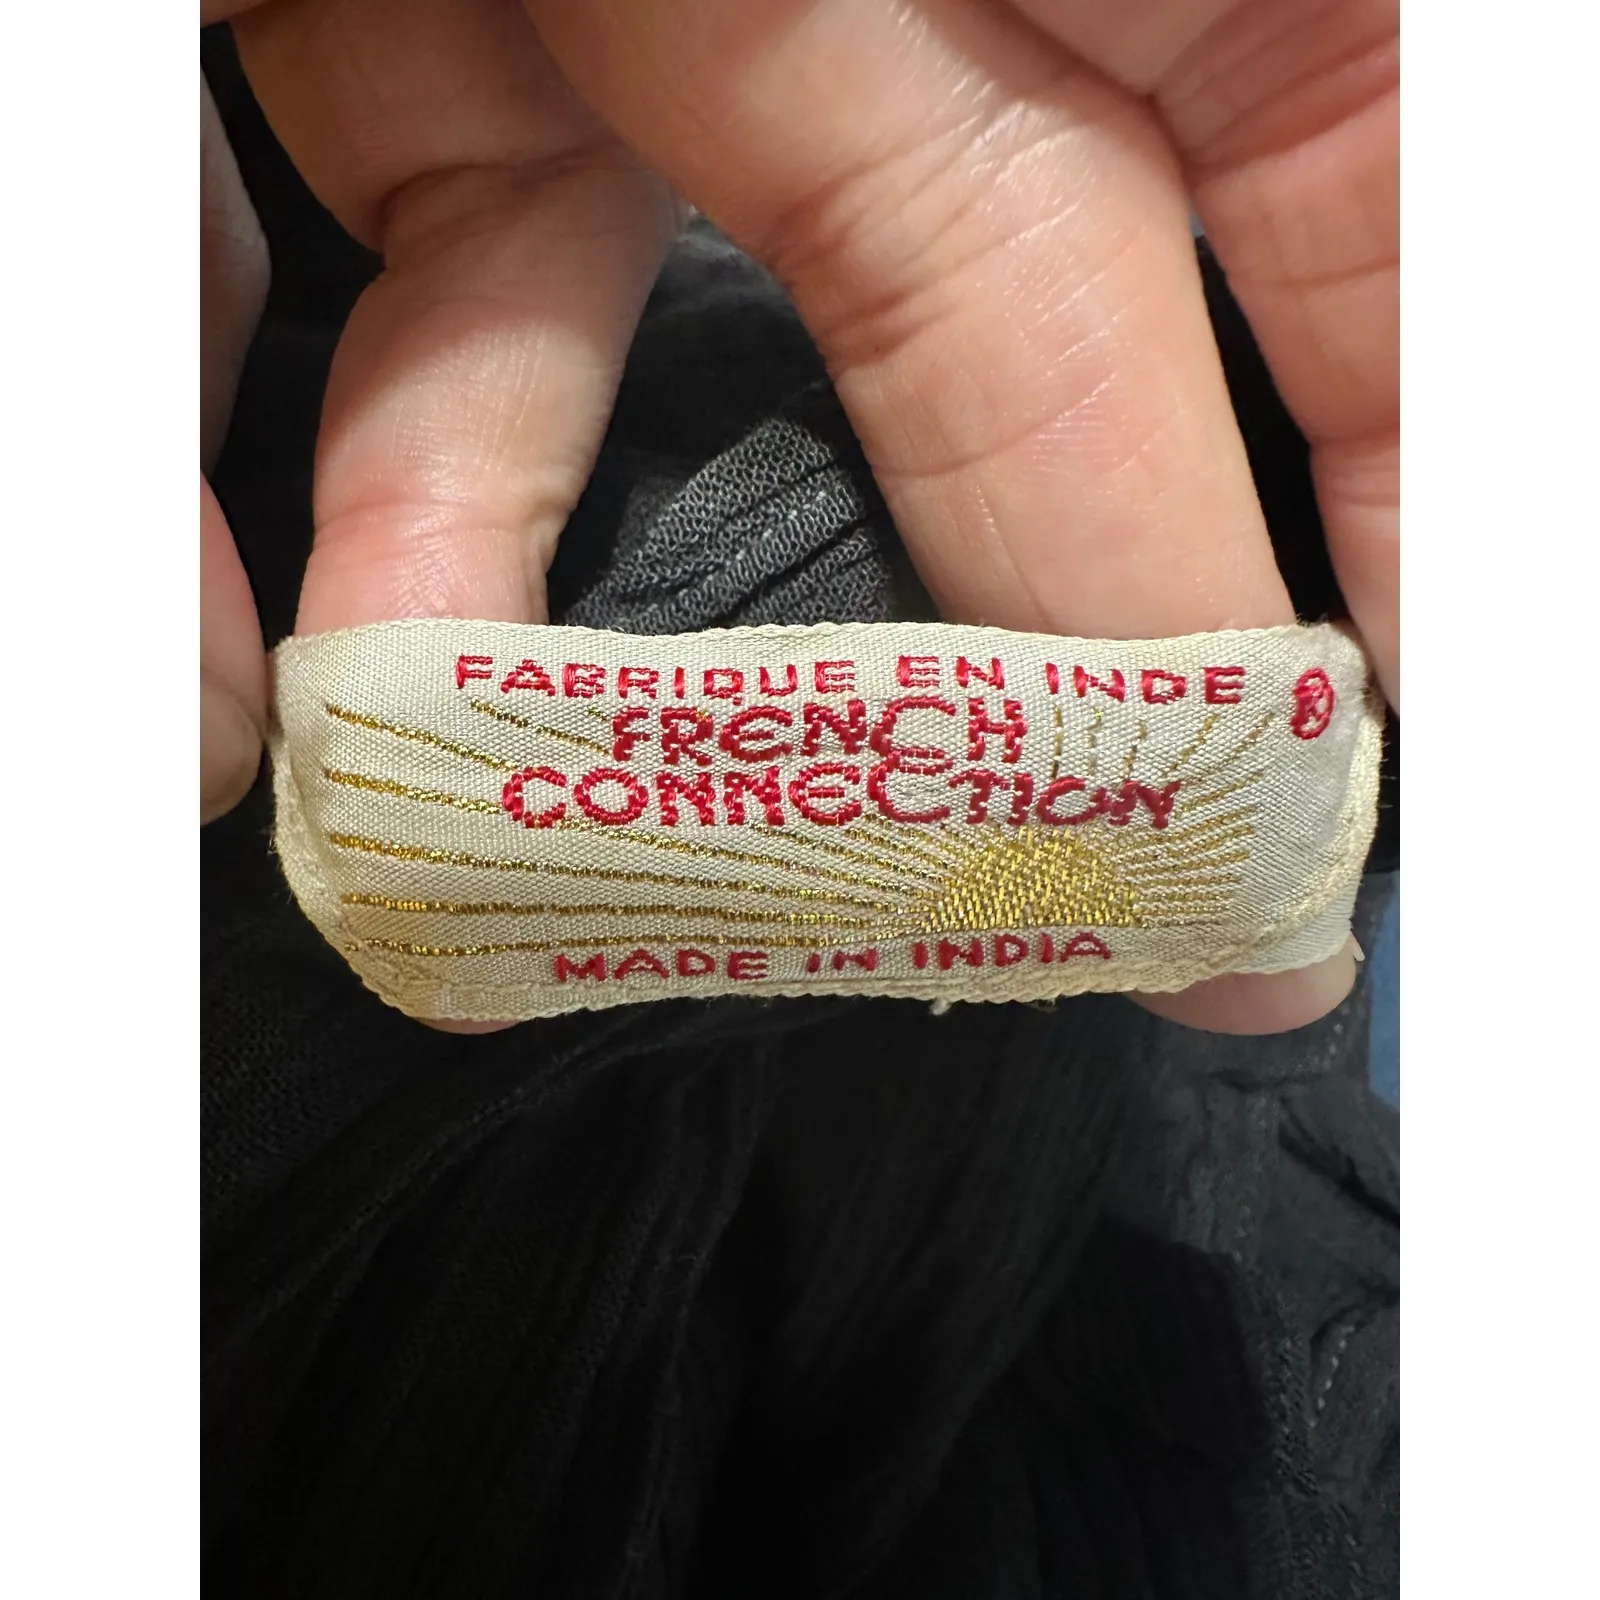 FABRIQUE EN INDE ®
FRENCH
CONNECTION
MADE IN INDIA